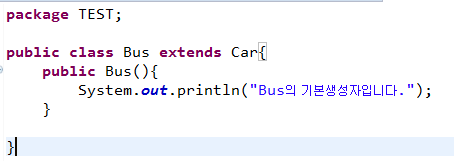 package TEST;
public class Bus extends Car{
public Bus(){
System.out.println("Bus의 기본생성자입니다.");
}
}